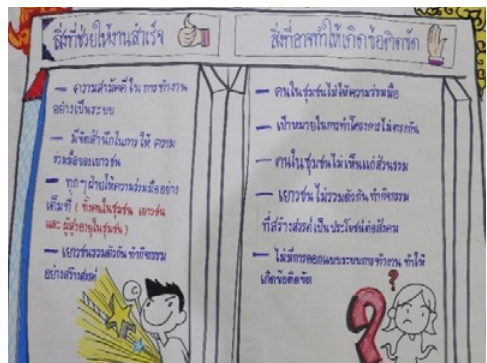 สิ่งที่ช่วยให้งานสำเร็จ
— ความสามัคคีในการทำงาน
อย่างเป็นระบบ
— มีจิตสำนึกในการให้ความ
ร่วมมือของเยาวชน
— ทุกๆฝ่ายให้ความร่วมมืออย่าง
เต็มที่ ( ทั้งคนในชุมชน เยาวชน
และ ผู้สูงอายุในชุมชน )
— เยาวชนรวมตัวกัน ทำกิจกรรม
อย่างสร้างสรรค์
สิ่งที่อาจทำให้เกิดข้อติดขัด
— คนในชุมชนไม่ให้ความร่วมมือ
— เป้าหมายในการทำโครงการไม่ตรงกัน
— คนในชุมชนไม่เห็นแก่ส่วนรวม
— เยาวชนไม่รวมตัวกัน ทำกิจกรรม
ที่สร้างสรรค์ เป็นประโยชน์ต่อสังคม
— ไม่มีการออกแบบระบบการทำงาน ทำให้
เกิดข้อติดขัด
?